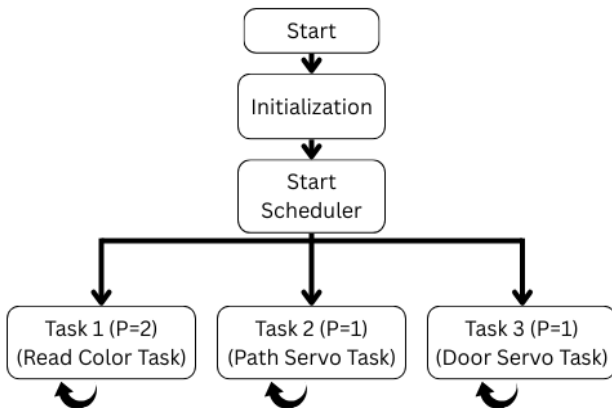 Start
Initialization
Start
Scheduler
Task 1 (P=2)
(Read Color Task)
Task 2 (P=1)
(Path Servo Task)
Task 3 (P=1)
(Door Servo Task)